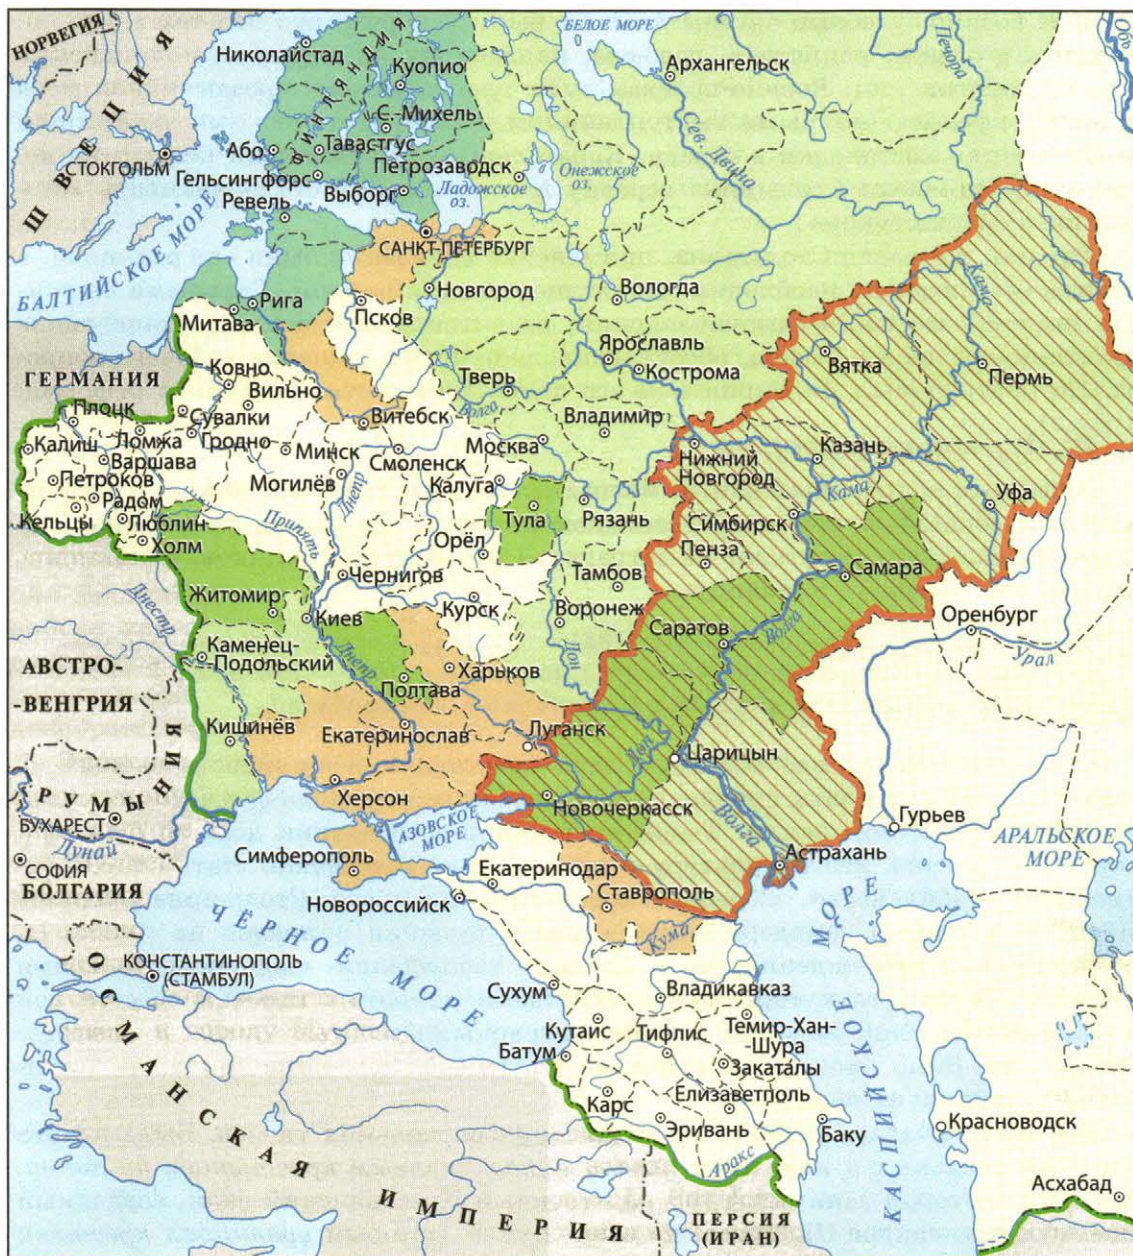 НОРВЕГИЯ
ШВЕЦИЯ
СТОКГОЛЬМ
БАЛТИЙСКОЕ МОРЕ
Николайстад
ФИНЛЯНДИЯ
Куопио
С.-Михель
Або
Тавастгус
Гельсингфорс
Выборг
Ревель
Петрозаводск
Ладожское
оз.
Онежское
оз.
БЕЛОЕ МОРЕ
Архангельск
Сев. Двина
Печора
Обь
САНКТ-ПЕТЕРБУРГ
Новгород
Псков
Вологда
Рига
Митава
Ярославль
Кострома
Тверь
Волга
Владимир
Москва
Вятка
Кама
Пермь
ГЕРМАНИЯ
Ковно
Вильно
Плоцк
Сувалки
Витебск
Калиш
Ломжа
Гродно
Минск
Смоленск
Варшава
Петроков
Могилёв
Днепр
Калуга
Радом
Кельцы
Люблин
Холм
Припять
Тула
Рязань
Орёл
Нижний
Новгород
Казань
Кама
Уфа
Симбирск
Пенза
Самара
Тамбов
Чернигов
Житомир
Киев
Курск
Воронеж
Саратов
Волга
Оренбург
Урал
Днестр
Каменец-
Подольский
Днепр
Дон
Харьков
Полтава
АВСТРО-
-ВЕНГРИЯ
Кишинёв
Екатеринослав
Луганск
Дон
Царицын
РУМЫНИЯ
БУХАРЕСТ
Дунай
Херсон
Новочеркасск
Волга
Гурьев
АЗОВСКОЕ
МОРЕ
АРАЛЬСКОЕ
МОРЕ
СОФИЯ
БОЛГАРИЯ
Симферополь
Екатеринодар
Астрахань
Новороссийск
Ставрополь
Кума
ЧЁРНОЕ МОРЕ
КОНСТАНТИНОПОЛЬ
(СТАМБУЛ)
КАСПИЙСКОЕ МОРЕ
Сухум
Владикавказ
Кутаис
Тифлис
Темир-Хан-
-Шура
Батум
Закаталы
Карс
Елизаветполь
Эривань
Баку
Красноводск
Аракс
ОСМАНСКАЯ ИМПЕРИЯ
ПЕРСИЯ
(ИРАН)
Асхабад